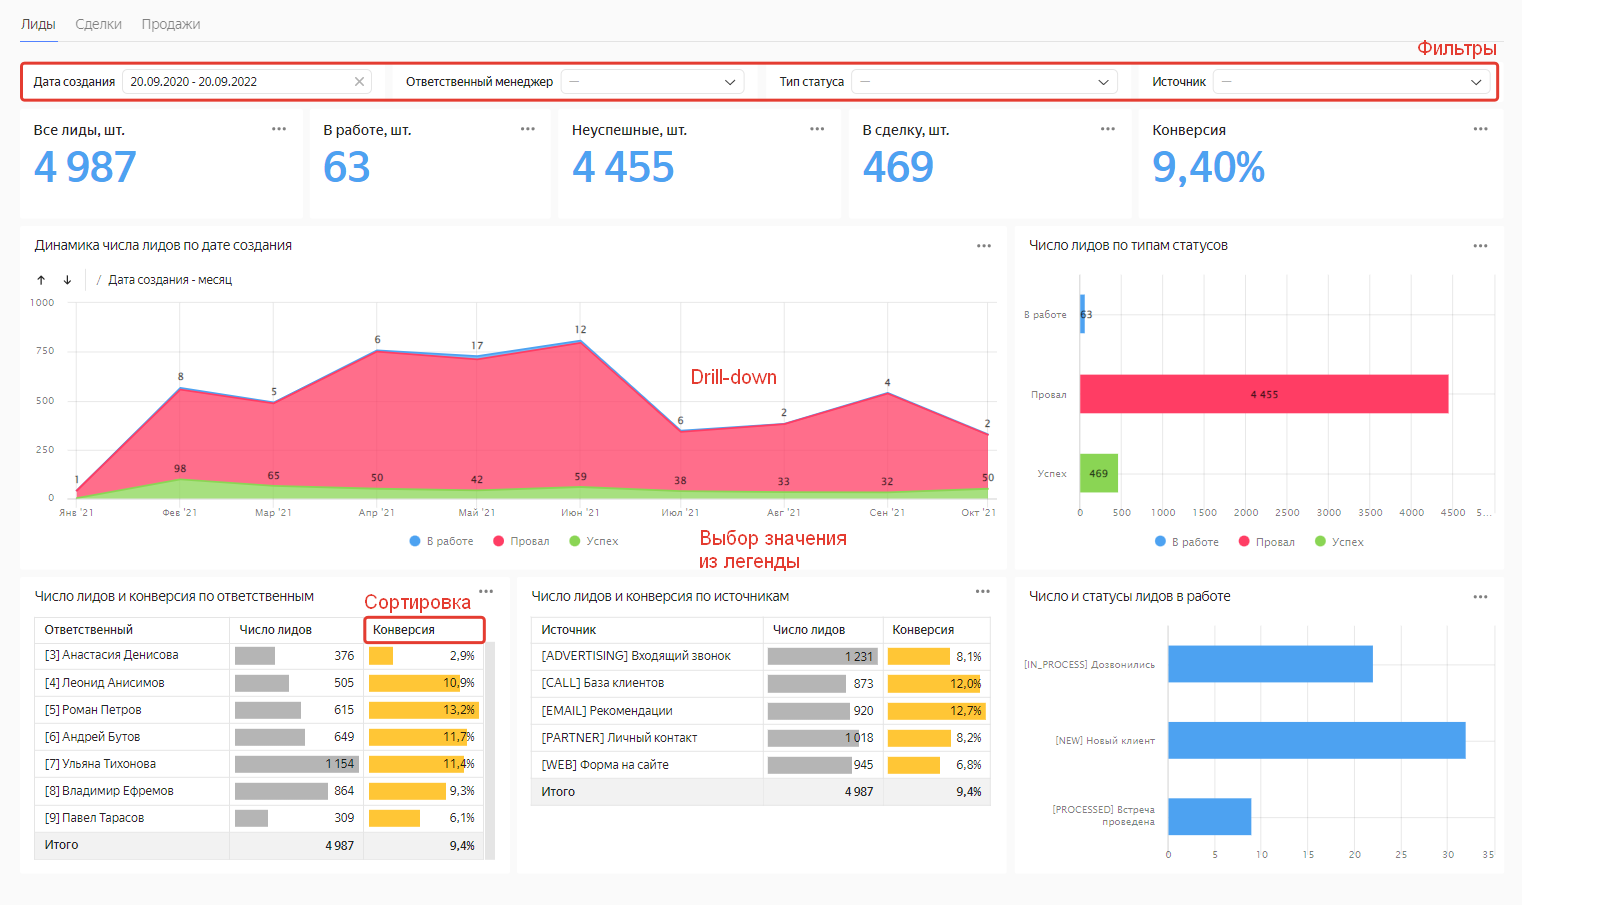 Лиды Сделки Продажи
Фильтры
Дата создания 20.09.2020 - 20.09.2022 Ответственный менеджер — Тип статуса — Источник —
Все лиды, шт. В работе, шт. Неуспешные, шт. В сделку, шт. Конверсия
4 987 63 4 455 469 9,40%
Динамика числа лидов по дате создания
/ Дата создания - месяц
1000
750
500
250
0
1 8 5 6 17 12 6 2 4 2
98 65 50 42 59 38 33 32 50
Drill-down
Янв '21 Фев '21 Мар '21 Апр '21 Май '21 Июн '21 Июл '21 Авг '21 Сен '21 Окт '21
В работе Провал Успех
Выбор значения
из легенды
Число лидов по типам статусов
В работе 63
Провал 4 455
Успех 469
0 500 1000 1500 2000 2500 3000 3500 4000 4500 5...
В работе Провал Успех
Число лидов и конверсия по ответственным
Сортировка
Ответственный Число лидов Конверсия
[3] Анастасия Денисова 376 2,9%
[4] Леонид Анисимов 505 10,9%
[5] Роман Петров 615 13,2%
[6] Андрей Бутов 649 11,7%
[7] Ульяна Тихонова 1 154 11,4%
[8] Владимир Ефремов 864 9,3%
[9] Павел Тарасов 309 6,1%
Итого 4 987 9,4%
Число лидов и конверсия по источникам
Источник Число лидов Конверсия
[ADVERTISING] Входящий звонок 1 231 8,1%
[CALL] База клиентов 873 12,0%
[EMAIL] Рекомендации 920 12,7%
[PARTNER] Личный контакт 1 018 8,2%
[WEB] Форма на сайте 945 6,8%
Итого 4 987 9,4%
Число и статусы лидов в работе
[IN_PROCESS] Дозвонились
[NEW] Новый клиент
[PROCESSED] Встреча
проведена
0 5 10 15 20 25 30 35